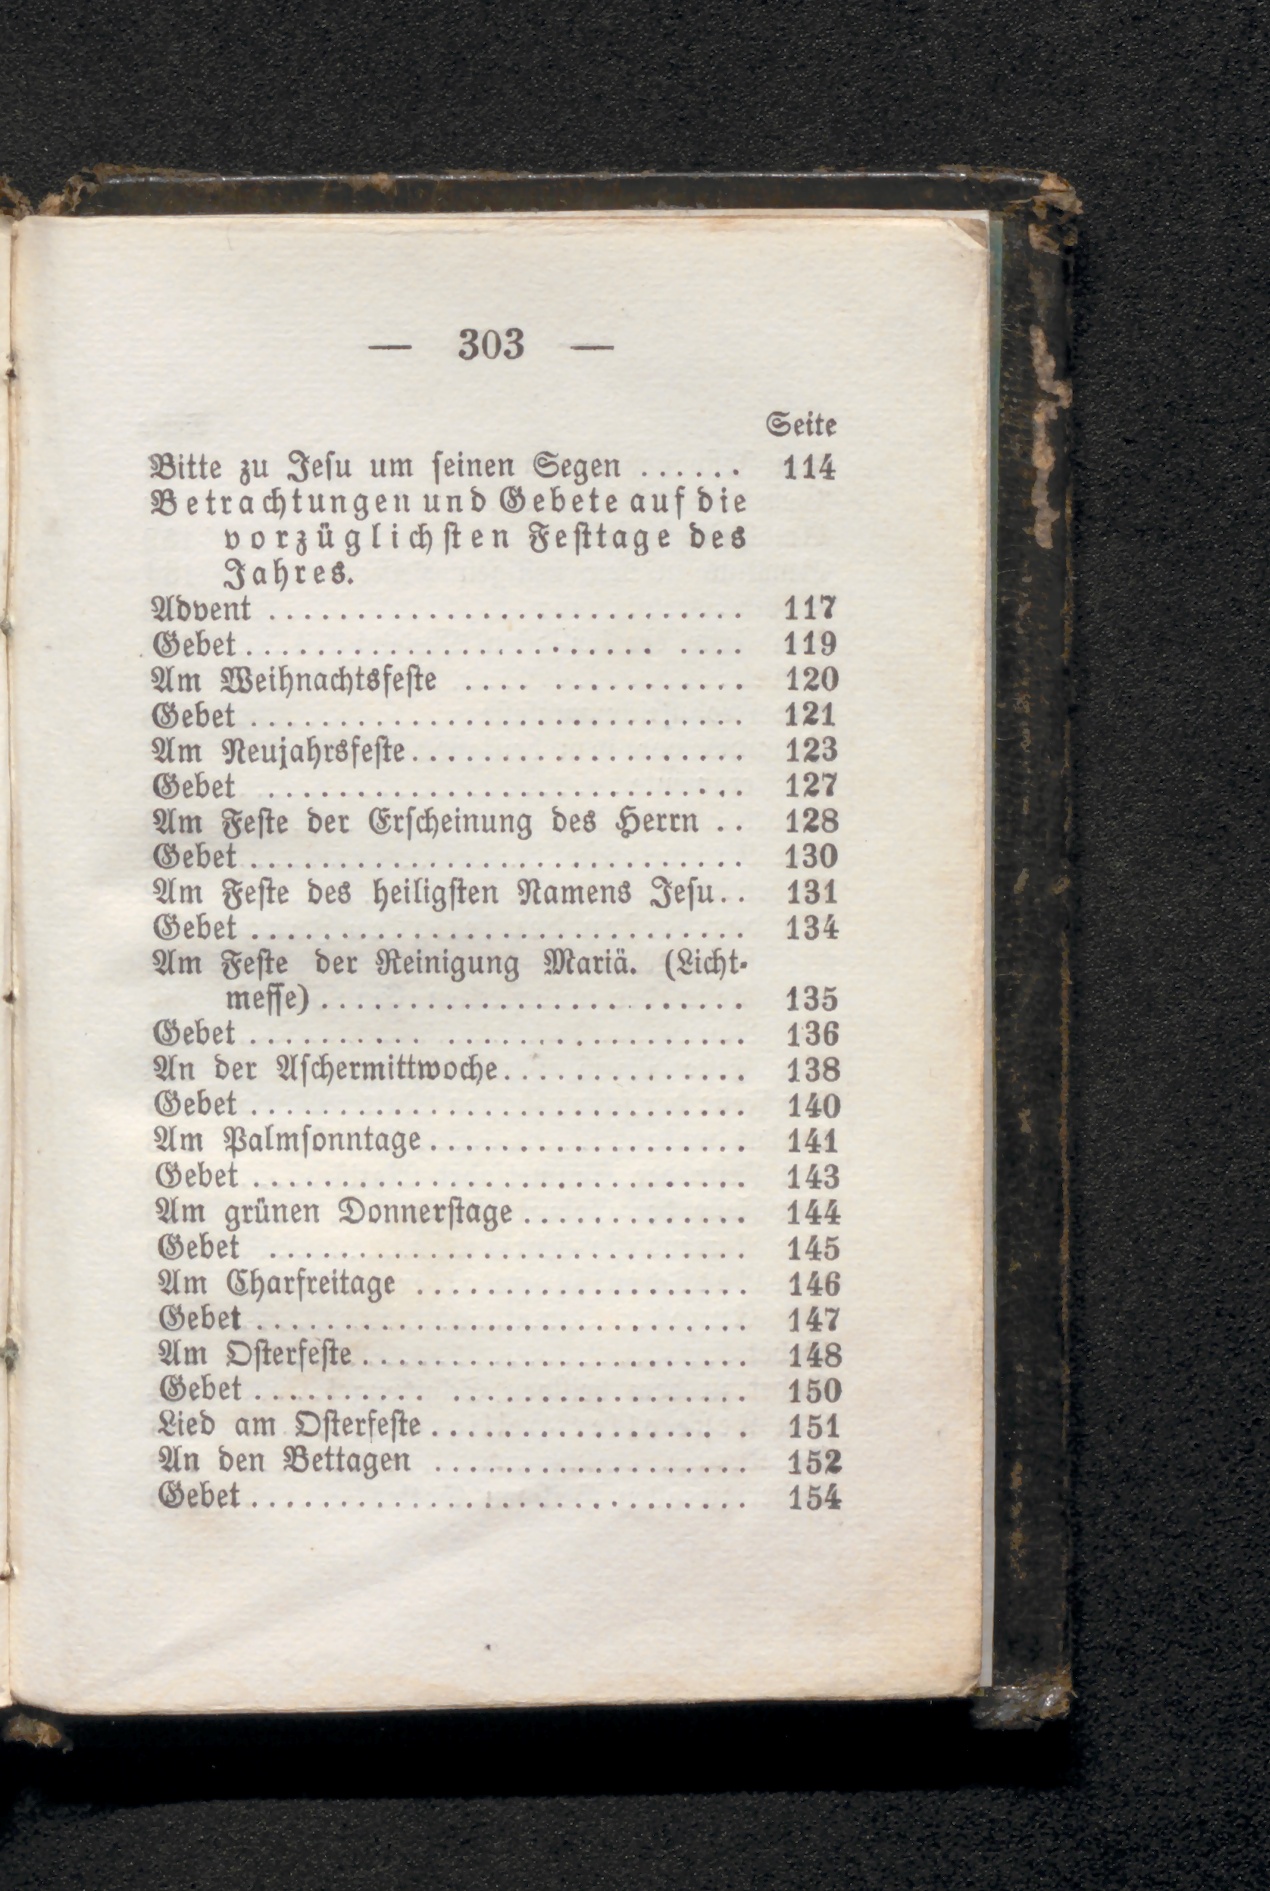 — 303 —
Seite
Bitte zu Jesu um seinen Segen ...... 114
Betrachtungen und Gebete auf die
vorzüglichsten Festtage des
Jahres.
Advent ........................... 117
Gebet....................... .... 119
Am Weihnachtsfeste .... ........... 120
Gebet ............................ 121
Am Neujahrsfeste................... 123
Gebet ........................... 127
Am Feste der Erscheinung des Herrn .. 128
Gebet ............................ 130
Am Feste des heiligsten Namens Jesu.. 131
Gebet ............................ 134
Am Feste der Reinigung Mariä. (Licht-
messe) ........................ 135
Gebet .......... ................. 136
An der Aschermittwoche.............. 138
Gebet ............................ 140
Am Palmsonntage.................. 141
Gebet ............................ 143
Am grünen Donnerstage............. 144
Gebet ........................... 145
Am Charfreitage ................... 146
Gebet ............................ 147
Am Osterfeste...................... 148
Gebet .......... ................. 150
Lied am Osterfeste ................ . 151
An den Bettagen .................. 152
Gebet............................ 154